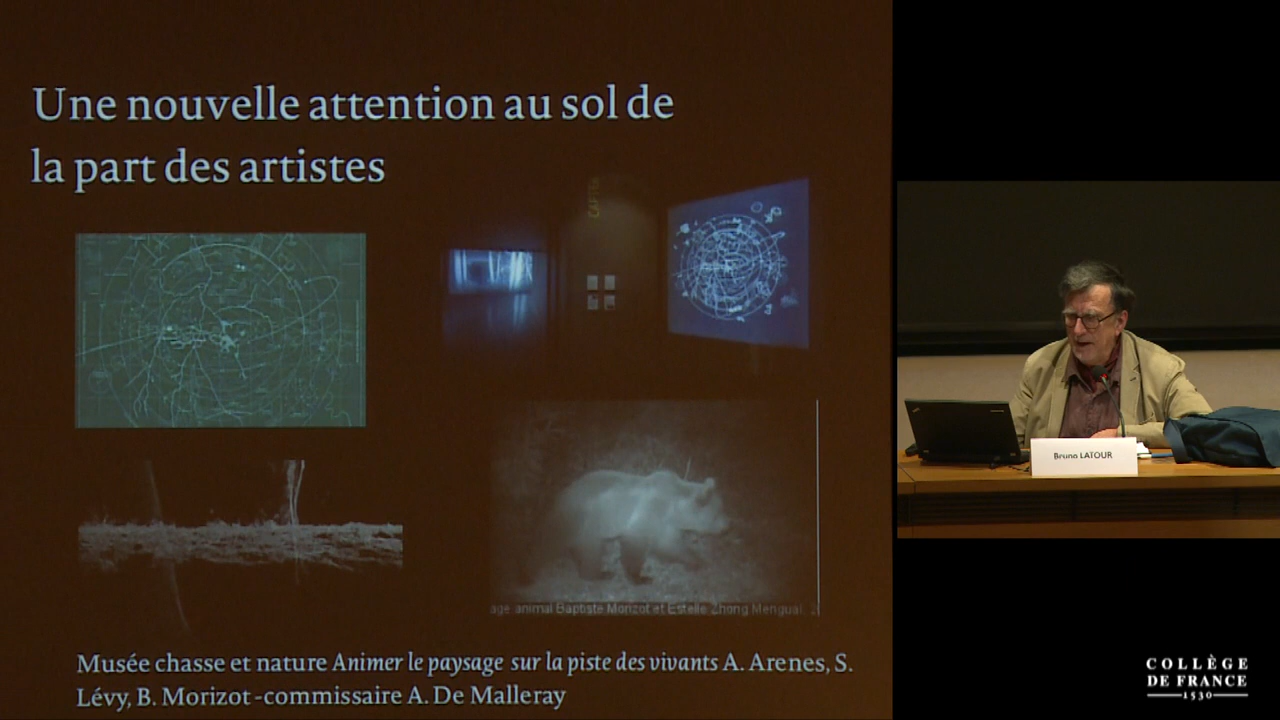 Une nouvelle attention au sol de
la part des artistes
CARTER
age animal Baptiste Morizot et Estelle Zhong Mengual.
Musée chasse et nature Animer le paysage sur la piste des vivants A. Arenes, S.
Lévy, B. Morizot -commissaire A. De Malleray
Bruno LATOUR
COLLÈGE
DE FRANCE
1530